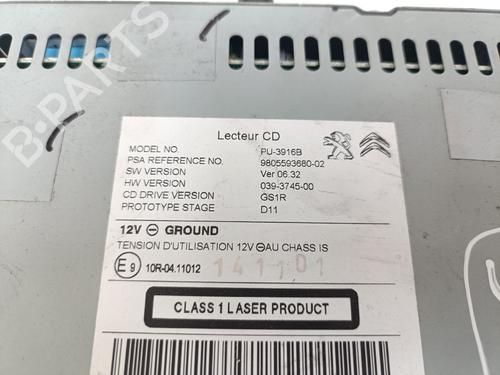 B-PARTS
Lecteur CD
MODEL NO. PU-3916B
PSA REFERENCE NO. 9805593680-02
SW VERSION Ver 06.32
HW VERSION 039-3745-00
CD DRIVE VERSION GS1R
PROTOTYPE STAGE D11
12V ⊖ GROUND
TENSION D'UTILISATION 12V ⊖ AU CHASS IS
E9 10R-04.11012 141101
CLASS 1 LASER PRODUCT